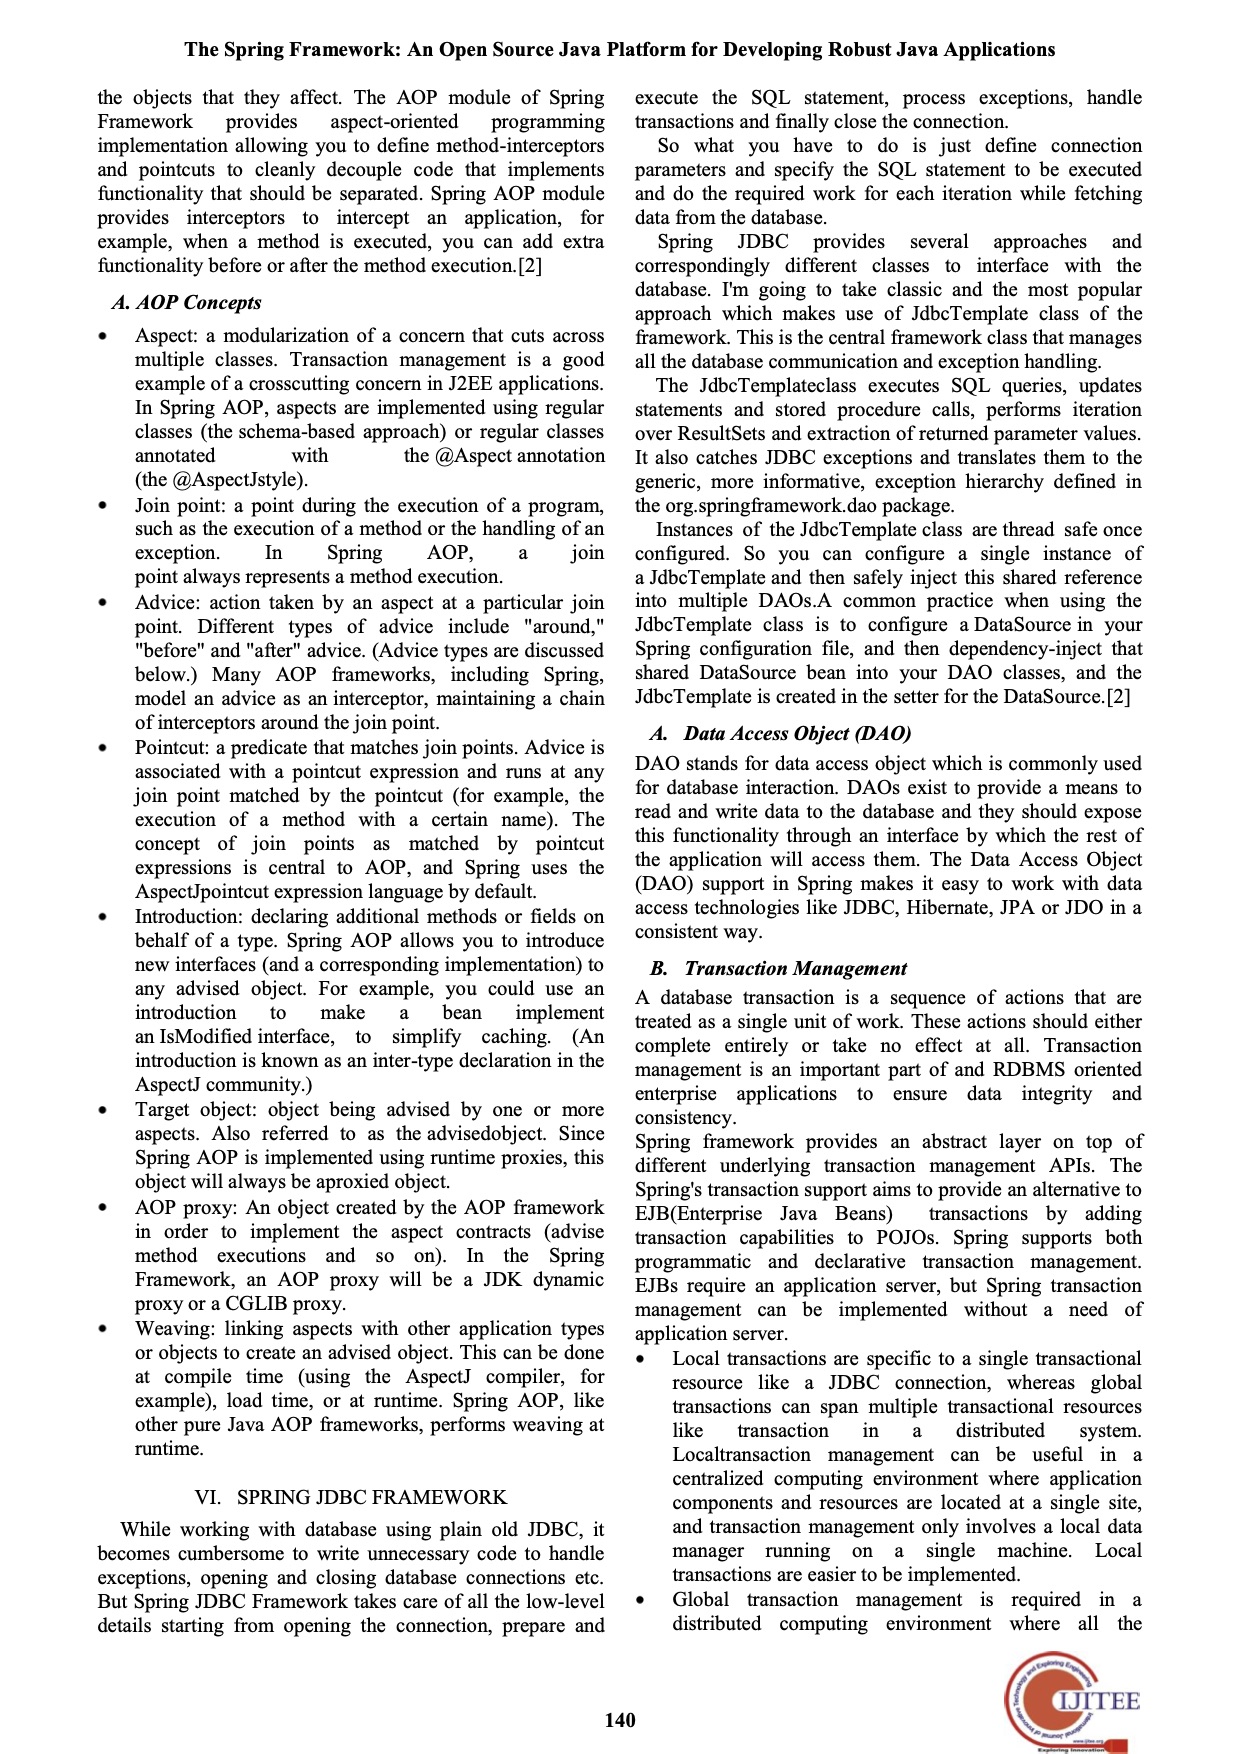 The Spring Framework: An Open Source Java Platform for Developing Robust Java Applications
the objects that they affect. The AOP module of Spring
Framework provides aspect-oriented programming
implementation allowing you to define method-interceptors
and pointcuts to cleanly decouple code that implements
functionality that should be separated. Spring AOP module
provides interceptors to intercept an application, for
example, when a method is executed, you can add extra
functionality before or after the method execution.[2]
A. AOP Concepts
• Aspect: a modularization of a concern that cuts across
multiple classes. Transaction management is a good
example of a crosscutting concern in J2EE applications.
In Spring AOP, aspects are implemented using regular
classes (the schema-based approach) or regular classes
annotated with the @Aspect annotation
(the @AspectJstyle).
• Join point: a point during the execution of a program,
such as the execution of a method or the handling of an
exception. In Spring AOP, a join
point always represents a method execution.
• Advice: action taken by an aspect at a particular join
point. Different types of advice include "around,"
"before" and "after" advice. (Advice types are discussed
below.) Many AOP frameworks, including Spring,
model an advice as an interceptor, maintaining a chain
of interceptors around the join point.
• Pointcut: a predicate that matches join points. Advice is
associated with a pointcut expression and runs at any
join point matched by the pointcut (for example, the
execution of a method with a certain name). The
concept of join points as matched by pointcut
expressions is central to AOP, and Spring uses the
AspectJpointcut expression language by default.
• Introduction: declaring additional methods or fields on
behalf of a type. Spring AOP allows you to introduce
new interfaces (and a corresponding implementation) to
any advised object. For example, you could use an
introduction to make a bean implement
an IsModified interface, to simplify caching. (An
introduction is known as an inter-type declaration in the
AspectJ community.)
• Target object: object being advised by one or more
aspects. Also referred to as the advisedobject. Since
Spring AOP is implemented using runtime proxies, this
object will always be aproxied object.
• AOP proxy: An object created by the AOP framework
in order to implement the aspect contracts (advise
method executions and so on). In the Spring
Framework, an AOP proxy will be a JDK dynamic
proxy or a CGLIB proxy.
• Weaving: linking aspects with other application types
or objects to create an advised object. This can be done
at compile time (using the AspectJ compiler, for
example), load time, or at runtime. Spring AOP, like
other pure Java AOP frameworks, performs weaving at
runtime.
VI. SPRING JDBC FRAMEWORK
While working with database using plain old JDBC, it
becomes cumbersome to write unnecessary code to handle
exceptions, opening and closing database connections etc.
But Spring JDBC Framework takes care of all the low-level
details starting from opening the connection, prepare and
execute the SQL statement, process exceptions, handle
transactions and finally close the connection.
So what you have to do is just define connection
parameters and specify the SQL statement to be executed
and do the required work for each iteration while fetching
data from the database.
Spring JDBC provides several approaches and
correspondingly different classes to interface with the
database. I'm going to take classic and the most popular
approach which makes use of JdbcTemplate class of the
framework. This is the central framework class that manages
all the database communication and exception handling.
The JdbcTemplateclass executes SQL queries, updates
statements and stored procedure calls, performs iteration
over ResultSets and extraction of returned parameter values.
It also catches JDBC exceptions and translates them to the
generic, more informative, exception hierarchy defined in
the org.springframework.dao package.
Instances of the JdbcTemplate class are thread safe once
configured. So you can configure a single instance of
a JdbcTemplate and then safely inject this shared reference
into multiple DAOs.A common practice when using the
JdbcTemplate class is to configure a DataSource in your
Spring configuration file, and then dependency-inject that
shared DataSource bean into your DAO classes, and the
JdbcTemplate is created in the setter for the DataSource.[2]
A. Data Access Object (DAO)
DAO stands for data access object which is commonly used
for database interaction. DAOs exist to provide a means to
read and write data to the database and they should expose
this functionality through an interface by which the rest of
the application will access them. The Data Access Object
(DAO) support in Spring makes it easy to work with data
access technologies like JDBC, Hibernate, JPA or JDO in a
consistent way.
B. Transaction Management
A database transaction is a sequence of actions that are
treated as a single unit of work. These actions should either
complete entirely or take no effect at all. Transaction
management is an important part of and RDBMS oriented
enterprise applications to ensure data integrity and
consistency.
Spring framework provides an abstract layer on top of
different underlying transaction management APIs. The
Spring's transaction support aims to provide an alternative to
EJB(Enterprise Java Beans) transactions by adding
transaction capabilities to POJOs. Spring supports both
programmatic and declarative transaction management.
EJBs require an application server, but Spring transaction
management can be implemented without a need of
application server.
• Local transactions are specific to a single transactional
resource like a JDBC connection, whereas global
transactions can span multiple transactional resources
like transaction in a distributed system.
Localtransaction management can be useful in a
centralized computing environment where application
components and resources are located at a single site,
and transaction management only involves a local data
manager running on a single machine. Local
transactions are easier to be implemented.
• Global transaction management is required in a
distributed computing environment where all the
140
IJITEE
www.ijitee.org
Exploring Innovation